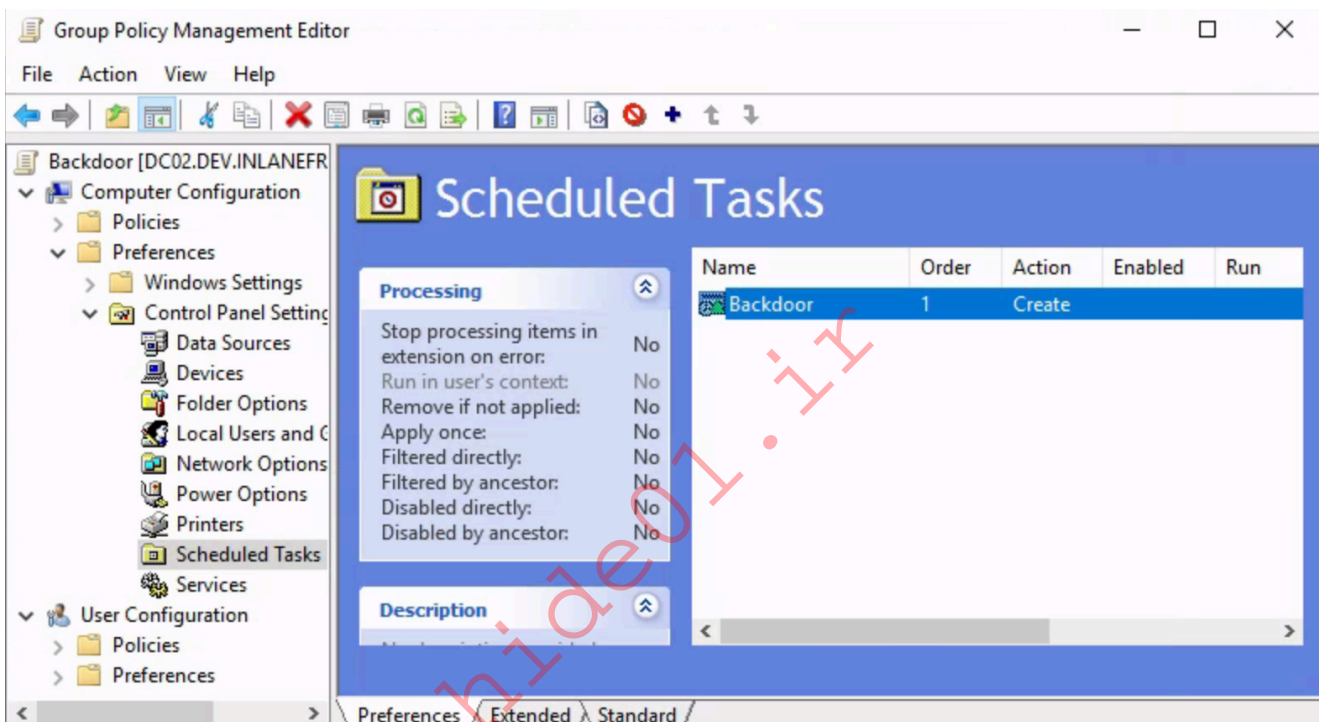 Group Policy Management Editor
File Action View Help
Backdoor [DC02.DEV.INLANEFR
Computer Configuration
Policies
Preferences
Windows Settings
Control Panel Setting
Data Sources
Devices
Folder Options
Local Users and G
Network Options
Power Options
Printers
Scheduled Tasks
Services
User Configuration
Policies
Preferences
Scheduled Tasks
Processing
Stop processing items in extension on error: No
Run in user's context: No
Remove if not applied: No
Apply once: No
Filtered directly: No
Filtered by ancestor: No
Disabled directly: No
Disabled by ancestor: No
Description
Name Order Action Enabled Run
Backdoor 1 Create
Preferences Extended Standard
hide01.ir